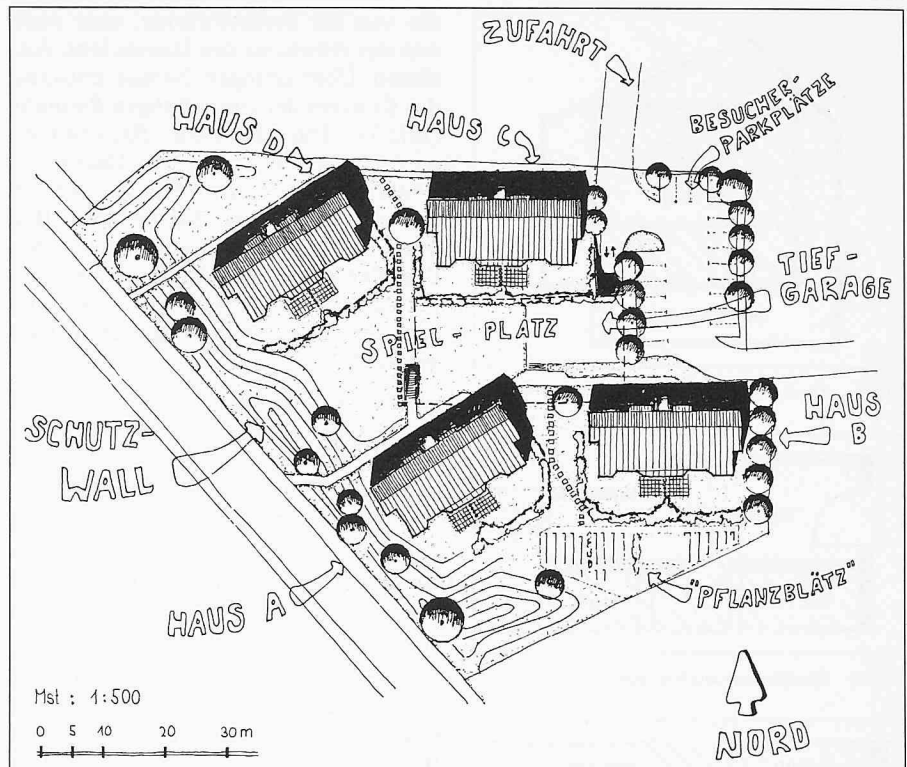 ZUFAHRT
BESUCHER-
PARKPLÄTZE
HAUS D
HAUS C
TIEF-
GARAGE
SPIEL-PLATZ
HAUS
B
SCHUTZ-
WALL
HAUS A
"PFLANZBLÄTZ"
Mst : 1:500
0 5 10 20 30 m
NORD